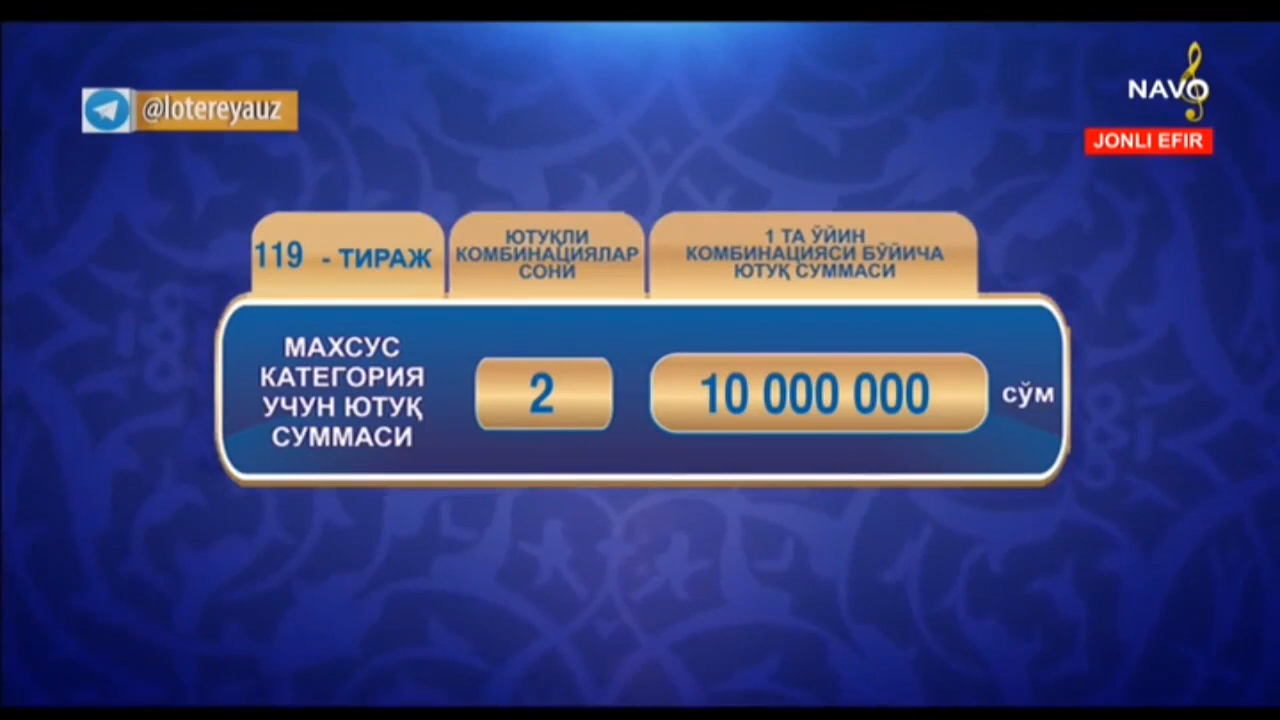 @lotereyauz
NAVO
JONLI EFIR
119 - ТИРАЖ
ЮТУҚЛИ
КОМБИНАЦИЯЛАР
СОНИ
1 ТА ЎЙИН
КОМБИНАЦИЯСИ БЎЙИЧА
ЮТУҚ СУММАСИ
МАХСУС
КАТЕГОРИЯ
УЧУН ЮТУҚ
СУММАСИ
2
10 000 000
сўм